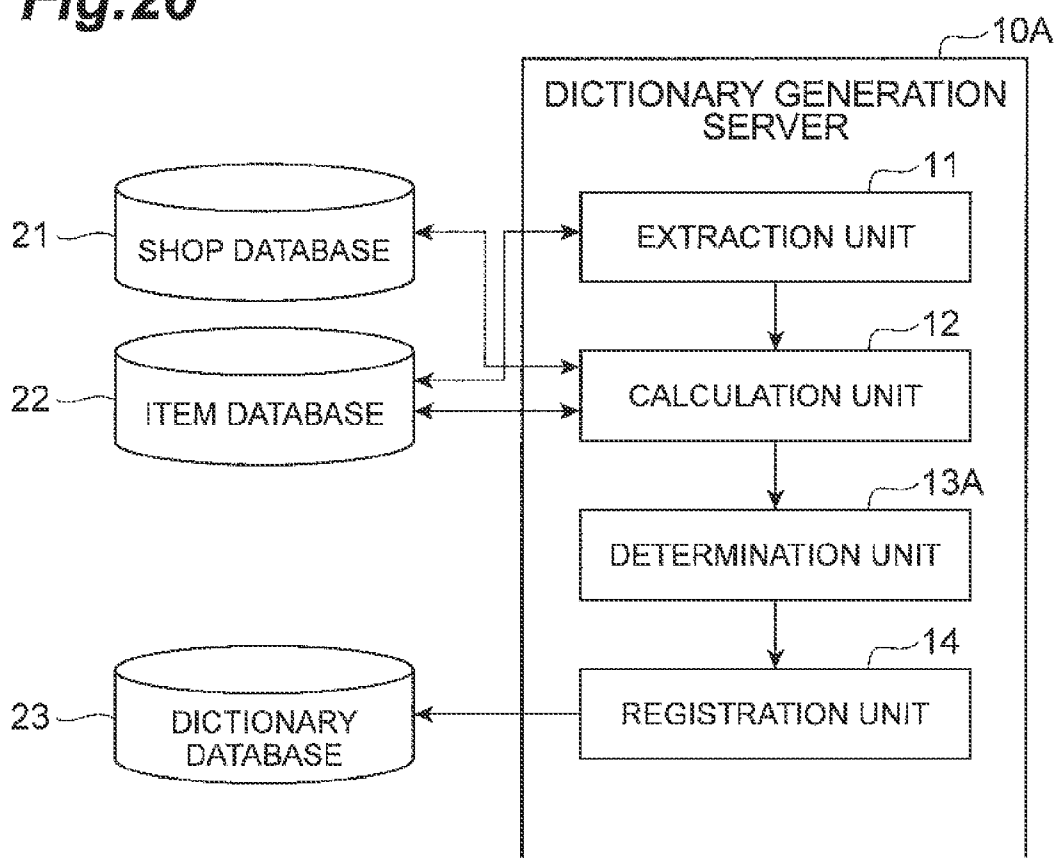 Fig.20
10A
DICTIONARY GENERATION
SERVER
11
21
SHOP DATABASE
EXTRACTION UNIT
12
22
ITEM DATABASE
CALCULATION UNIT
13A
DETERMINATION UNIT
14
23
DICTIONARY
DATABASE
REGISTRATION UNIT